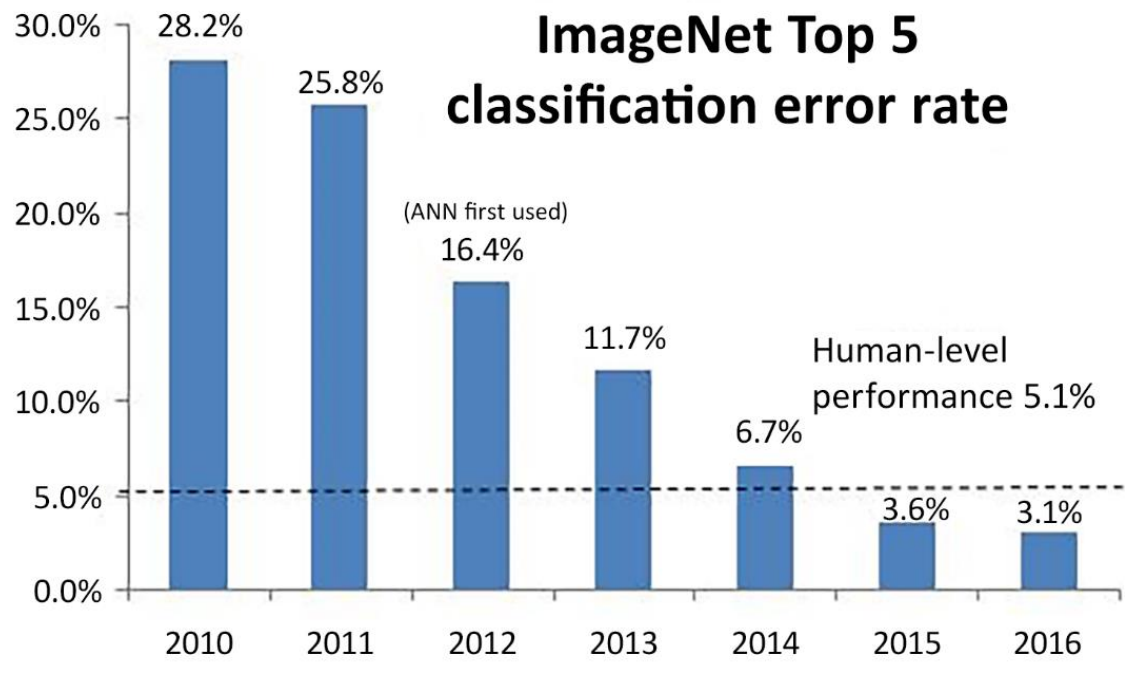 ImageNet Top 5
classification error rate
30.0%
25.0%
20.0%
15.0%
10.0%
5.0%
0.0%
28.2%
25.8%
(ANN first used)
16.4%
11.7%
6.7%
3.6%
3.1%
Human-level
performance 5.1%
2010 2011 2012 2013 2014 2015 2016